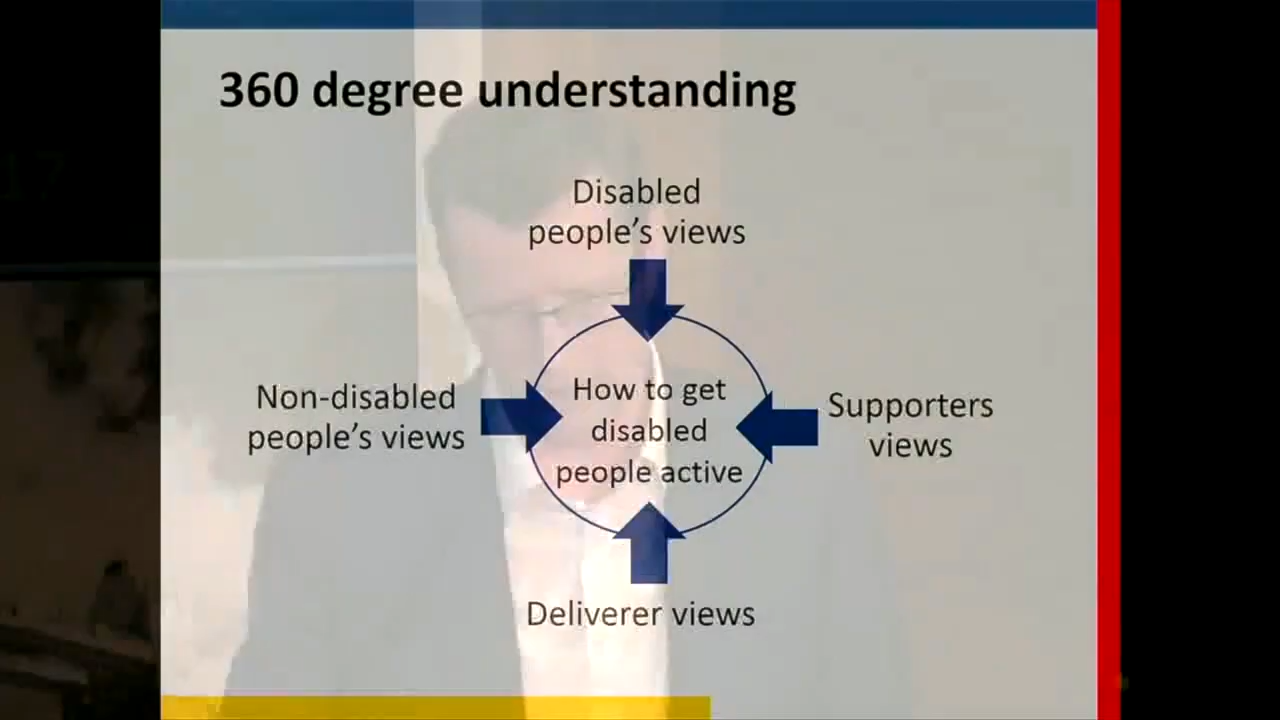 360 degree understanding
Disabled
people's views
Non-disabled
people's views
How to get
disabled
people active
Supporters
views
Deliverer views